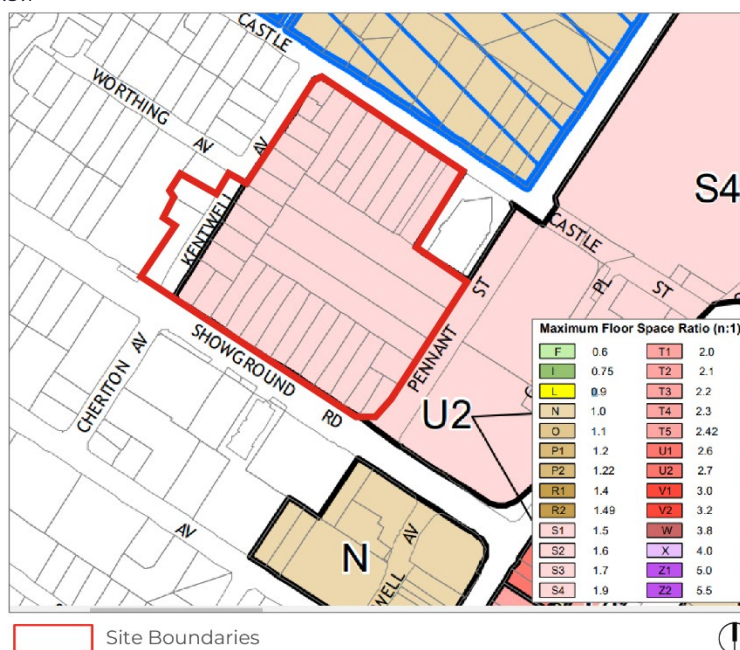 CASTLE
WORTHING
AV
AV
S4
KENTWELL
CASTLE
ST
PL
ST
PENNANT
SHOWGROUND
RD
CHERITON AV
U2
AV
N
AV
Maximum Floor Space Ratio (n:1)
F 0.6 T1 2.0
I 0.75 T2 2.1
L 0.9 T3 2.2
N 1.0 T4 2.3
O 1.1 T5 2.42
P1 1.2 U1 2.6
P2 1.22 U2 2.7
R1 1.4 V1 3.0
R2 1.49 V2 3.2
S1 1.5 W 3.8
S2 1.6 X 4.0
S3 1.7 Z1 5.0
S4 1.9 Z2 5.5
Site Boundaries